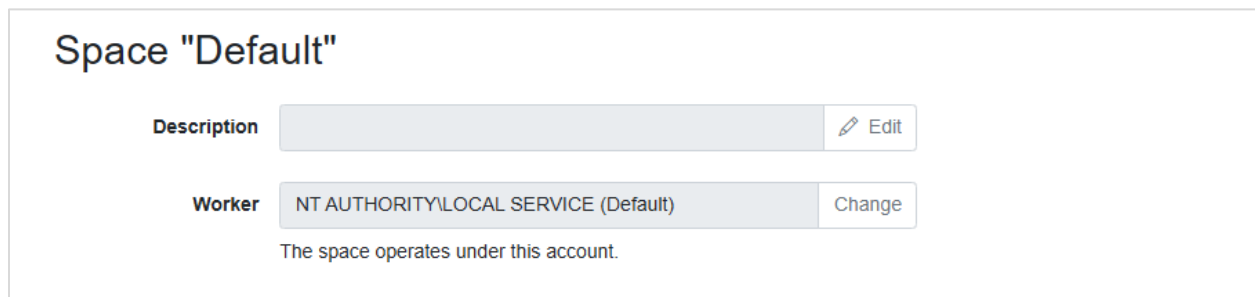 Space "Default"
Description
Edit
Worker
NT AUTHORITY\LOCAL SERVICE (Default)
Change
The space operates under this account.